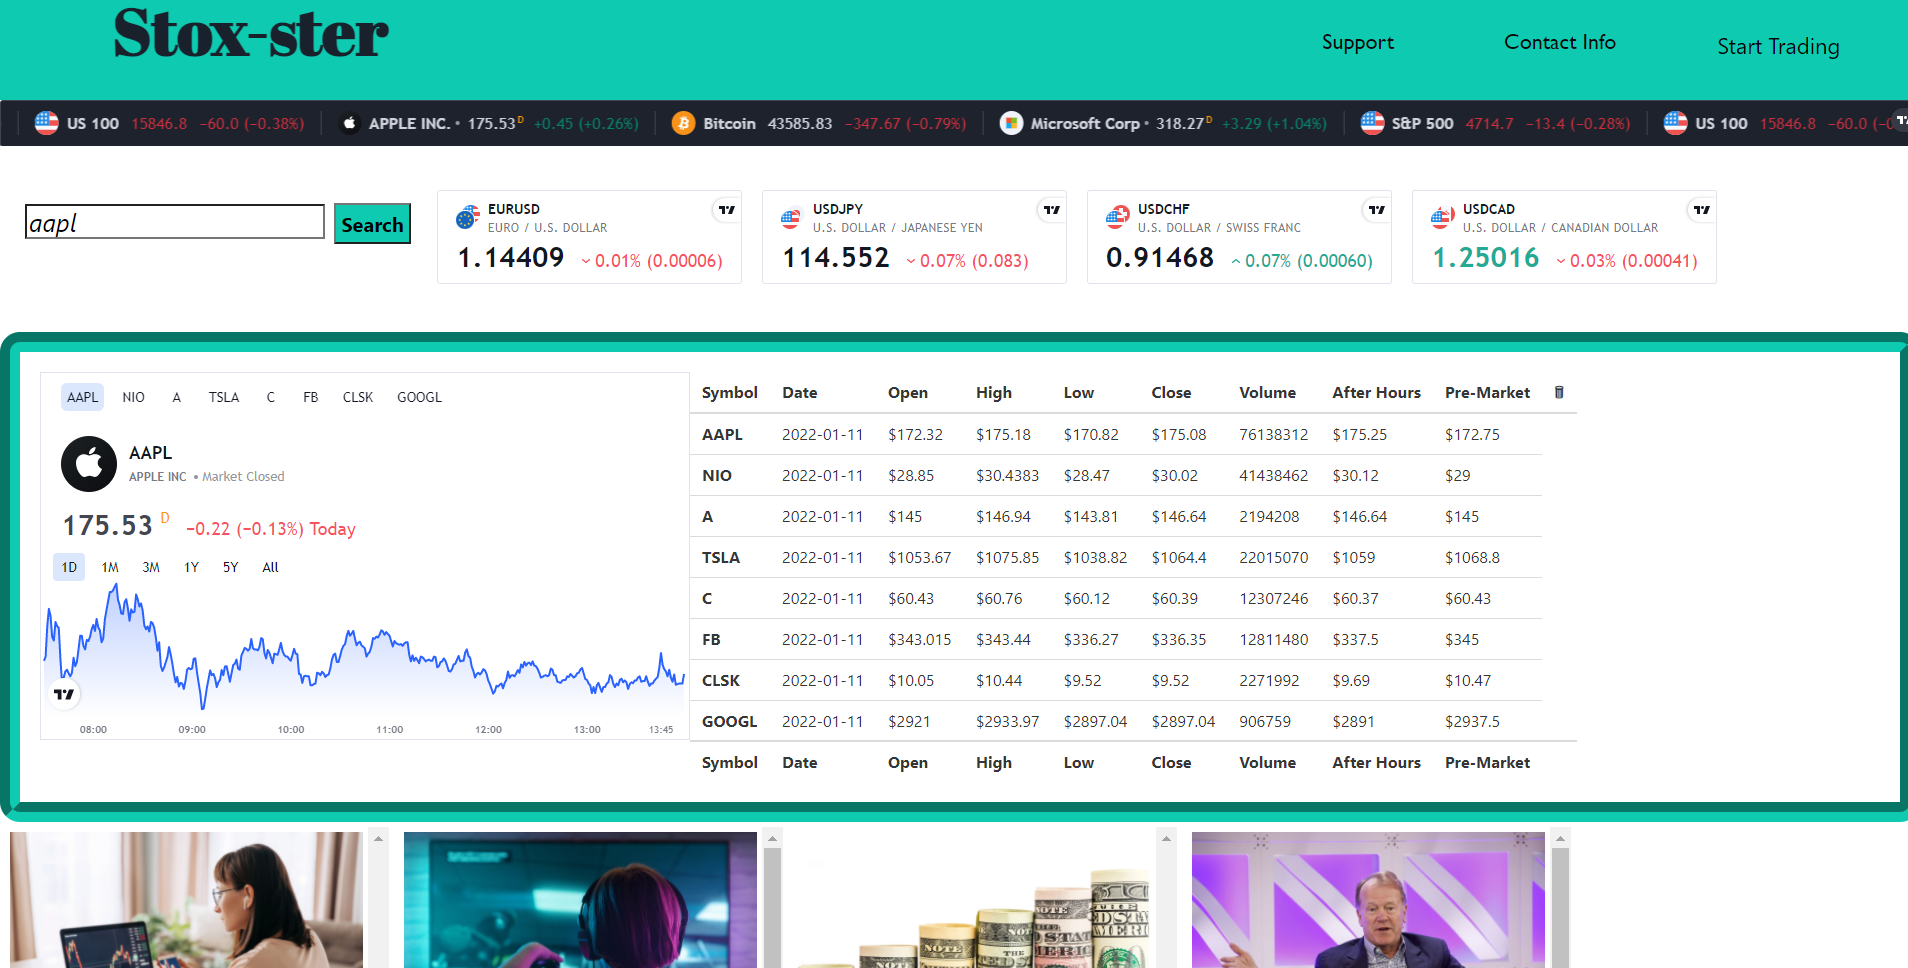 Stox-ster
Support Contact Info Start Trading
US 100 15846.8 −60.0 (−0.38%) APPLE INC. • 175.53 D +0.45 (+0.26%) Bitcoin 43585.83 −347.67 (−0.79%) Microsoft Corp • 318.27 D +3.29 (+1.04%) S&P 500 4714.7 −13.4 (−0.28%) US 100 15846.8 −60.0 (−0
aapl Search
EURUSD
EURO / U.S. DOLLAR
1.14409 0.01% (0.00006)
USDJPY
U.S. DOLLAR / JAPANESE YEN
114.552 0.07% (0.083)
USDCHF
U.S. DOLLAR / SWISS FRANC
0.91468 0.07% (0.00060)
USDCAD
U.S. DOLLAR / CANADIAN DOLLAR
1.25016 0.03% (0.00041)
AAPL NIO A TSLA C FB CLSK GOOGL
AAPL
APPLE INC • Market Closed
175.53 D −0.22 (−0.13%) Today
1D 1M 3M 1Y 5Y All
08:00 09:00 10:00 11:00 12:00 13:00 13:45
Symbol Date Open High Low Close Volume After Hours Pre-Market
AAPL 2022-01-11 $172.32 $175.18 $170.82 $175.08 76138312 $175.25 $172.75
NIO 2022-01-11 $28.85 $30.4383 $28.47 $30.02 41438462 $30.12 $29
A 2022-01-11 $145 $146.94 $143.81 $146.64 2194208 $146.64 $145
TSLA 2022-01-11 $1053.67 $1075.85 $1038.82 $1064.4 22015070 $1059 $1068.8
C 2022-01-11 $60.43 $60.76 $60.12 $60.39 12307246 $60.37 $60.43
FB 2022-01-11 $343.015 $343.44 $336.27 $336.35 12811480 $337.5 $345
CLSK 2022-01-11 $10.05 $10.44 $9.52 $9.52 2271992 $9.69 $10.47
GOOGL 2022-01-11 $2921 $2933.97 $2897.04 $2897.04 906759 $2891 $2937.5
Symbol Date Open High Low Close Volume After Hours Pre-Market